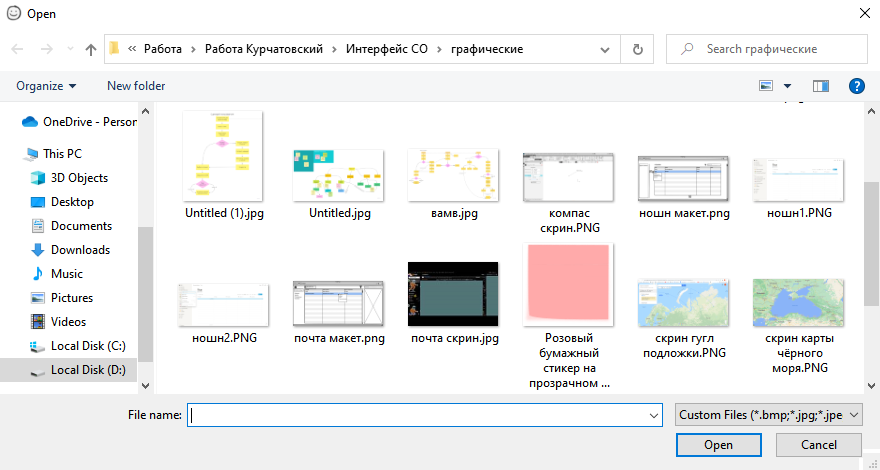 Open
« Работа › Работа Курчатовский › Интерфейс СО › графические
Search графические
Organize
New folder
OneDrive - Person
This PC
3D Objects
Desktop
Documents
Downloads
Music
Pictures
Videos
Local Disk (C:)
Local Disk (D:)
Untitled (1).jpg
Untitled.jpg
вамв.jpg
компас
скрин.PNG
ношн макет.png
ношн1.PNG
ношн2.PNG
почта макет.png
почта скрин.jpg
Розовый
бумажный
стикер на
прозрачном ...
скрин гугл
подложки.PNG
скрин карты
чёрного
моря.PNG
File name:
Custom Files (*.bmp;*.jpg;*.jpe
Open
Cancel